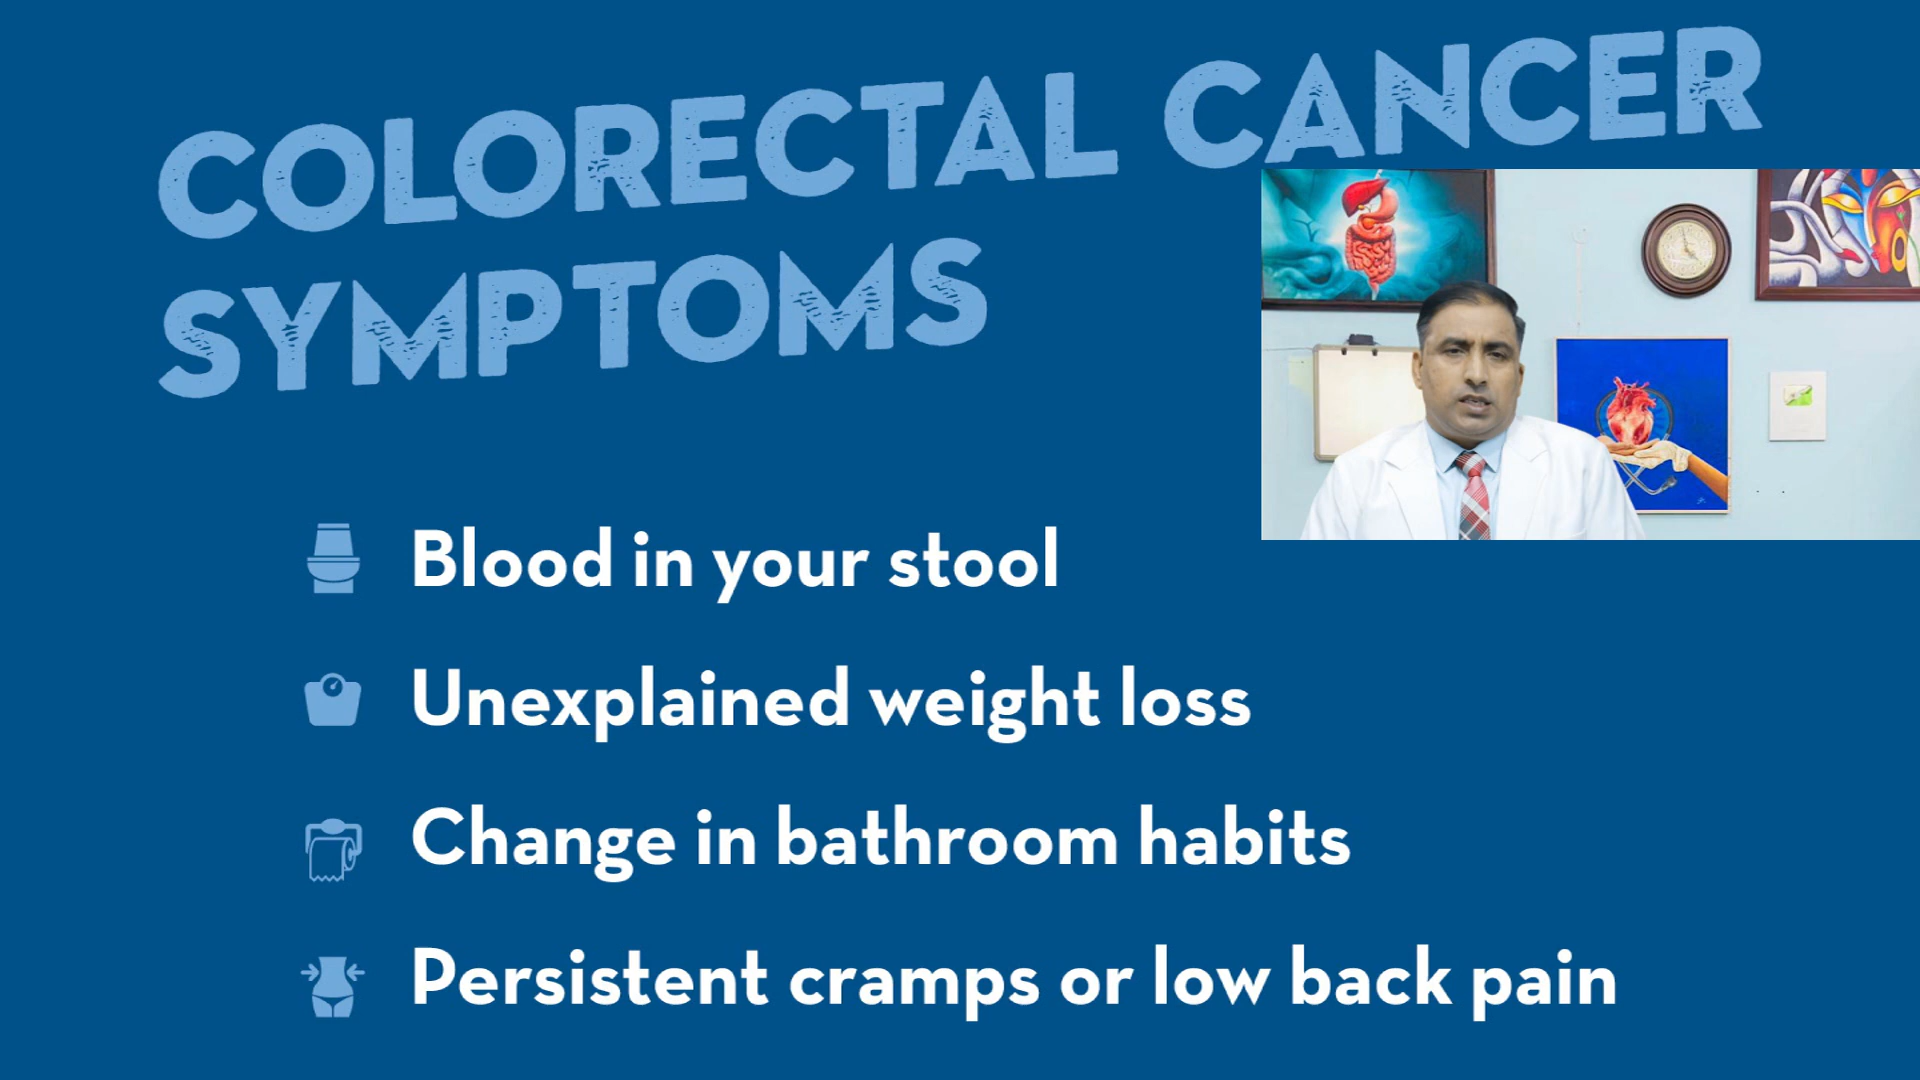 COLORECTAL CANCER
SYMPTOMS
Blood in your stool
Unexplained weight loss
Change in bathroom habits
Persistent cramps or low back pain